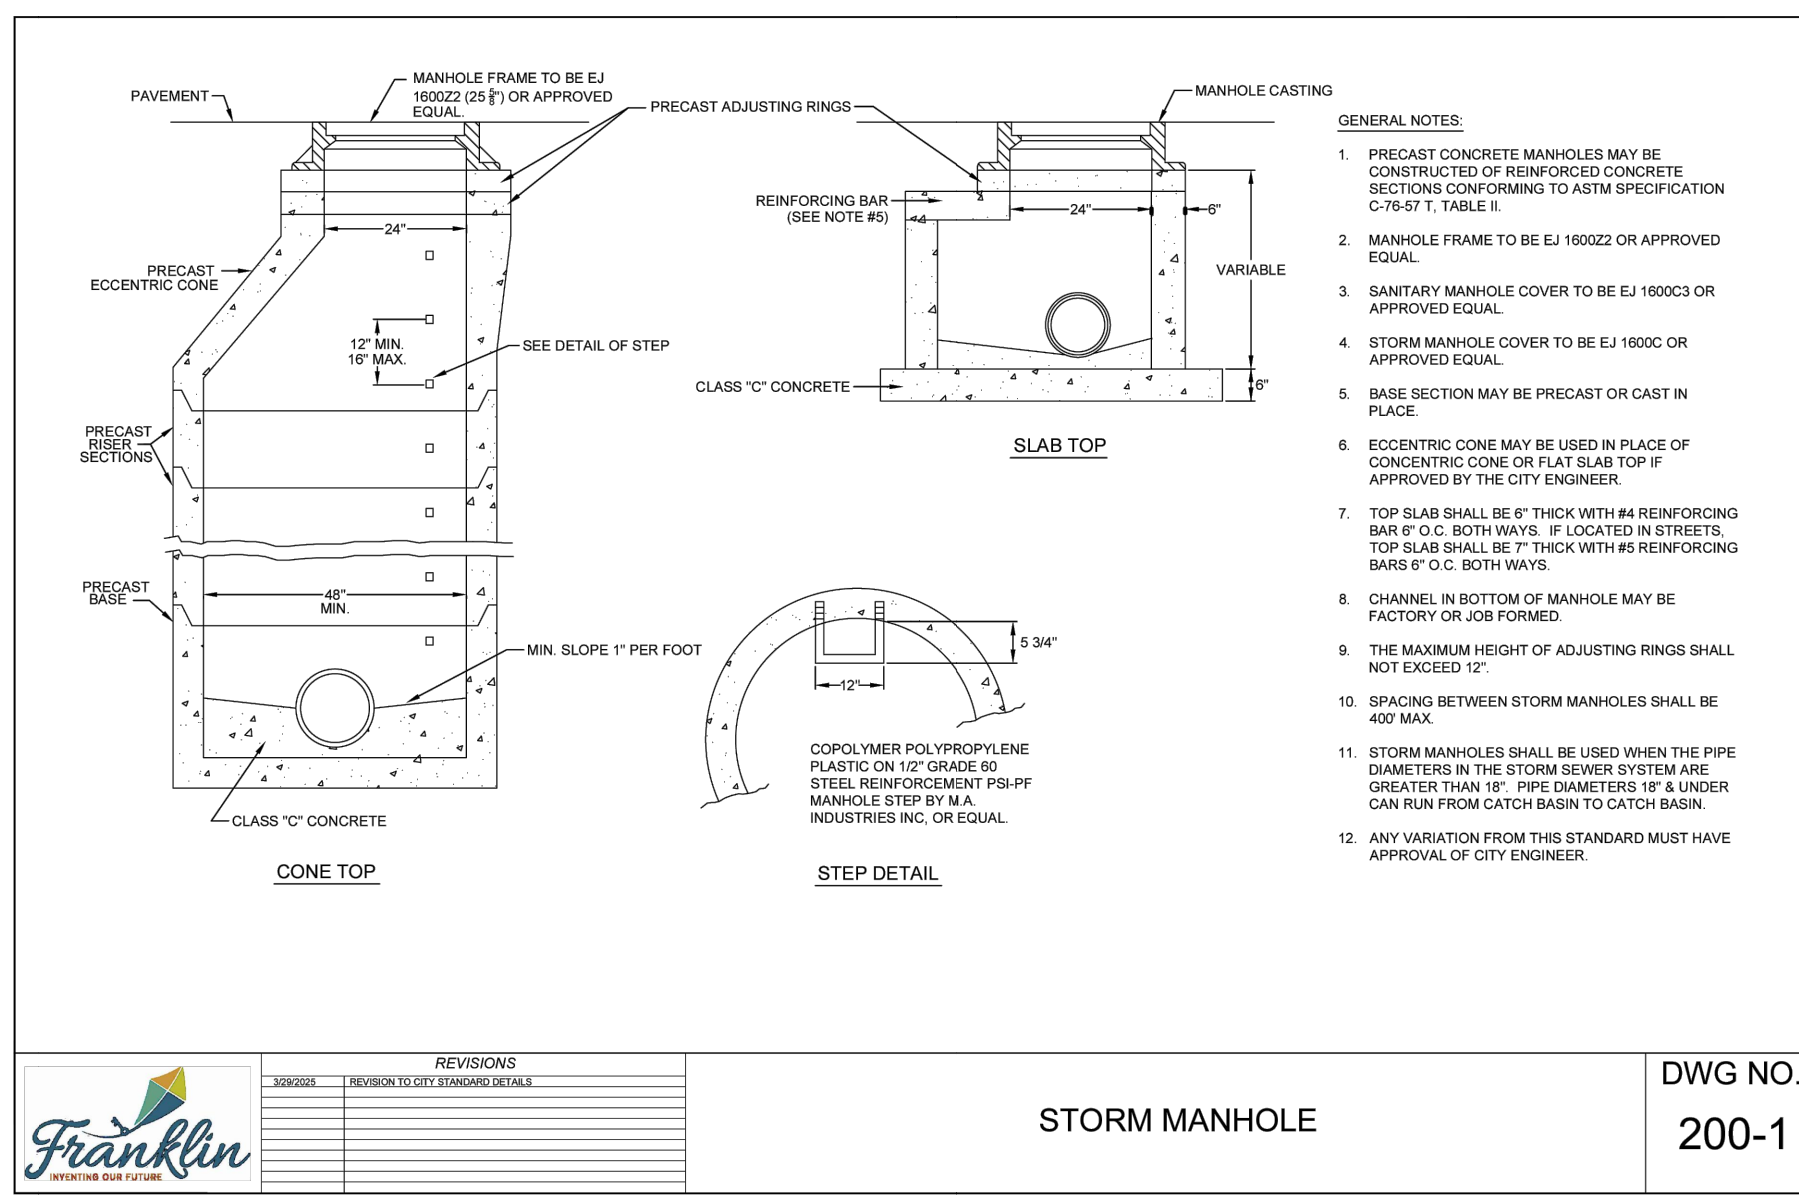 PAVEMENT
MANHOLE FRAME TO BE EJ
1600Z2 (25 5/8") OR APPROVED
EQUAL.
PRECAST ADJUSTING RINGS
24"
PRECAST
ECCENTRIC CONE
12" MIN.
16" MAX.
SEE DETAIL OF STEP
PRECAST
RISER
SECTIONS
PRECAST
BASE
48"
MIN.
MIN. SLOPE 1" PER FOOT
CLASS "C" CONCRETE
CONE TOP
MANHOLE CASTING
REINFORCING BAR
(SEE NOTE #5)
24"
6"
VARIABLE
CLASS "C" CONCRETE
6"
SLAB TOP
5 3/4"
12"
COPOLYMER POLYPROPYLENE
PLASTIC ON 1/2" GRADE 60
STEEL REINFORCEMENT PSI-PF
MANHOLE STEP BY M.A.
INDUSTRIES INC, OR EQUAL.
STEP DETAIL
GENERAL NOTES:
1. PRECAST CONCRETE MANHOLES MAY BE
CONSTRUCTED OF REINFORCED CONCRETE
SECTIONS CONFORMING TO ASTM SPECIFICATION
C-76-57 T, TABLE II.
2. MANHOLE FRAME TO BE EJ 1600Z2 OR APPROVED
EQUAL.
3. SANITARY MANHOLE COVER TO BE EJ 1600C3 OR
APPROVED EQUAL.
4. STORM MANHOLE COVER TO BE EJ 1600C OR
APPROVED EQUAL.
5. BASE SECTION MAY BE PRECAST OR CAST IN
PLACE.
6. ECCENTRIC CONE MAY BE USED IN PLACE OF
CONCENTRIC CONE OR FLAT SLAB TOP IF
APPROVED BY THE CITY ENGINEER.
7. TOP SLAB SHALL BE 6" THICK WITH #4 REINFORCING
BAR 6" O.C. BOTH WAYS. IF LOCATED IN STREETS,
TOP SLAB SHALL BE 7" THICK WITH #5 REINFORCING
BARS 6" O.C. BOTH WAYS.
8. CHANNEL IN BOTTOM OF MANHOLE MAY BE
FACTORY OR JOB FORMED.
9. THE MAXIMUM HEIGHT OF ADJUSTING RINGS SHALL
NOT EXCEED 12".
10. SPACING BETWEEN STORM MANHOLES SHALL BE
400' MAX.
11. STORM MANHOLES SHALL BE USED WHEN THE PIPE
DIAMETERS IN THE STORM SEWER SYSTEM ARE
GREATER THAN 18". PIPE DIAMETERS 18" & UNDER
CAN RUN FROM CATCH BASIN TO CATCH BASIN.
12. ANY VARIATION FROM THIS STANDARD MUST HAVE
APPROVAL OF CITY ENGINEER.
Franklin
INVENTING OUR FUTURE
REVISIONS
3/29/2025 REVISION TO CITY STANDARD DETAILS
STORM MANHOLE
DWG NO.
200-1